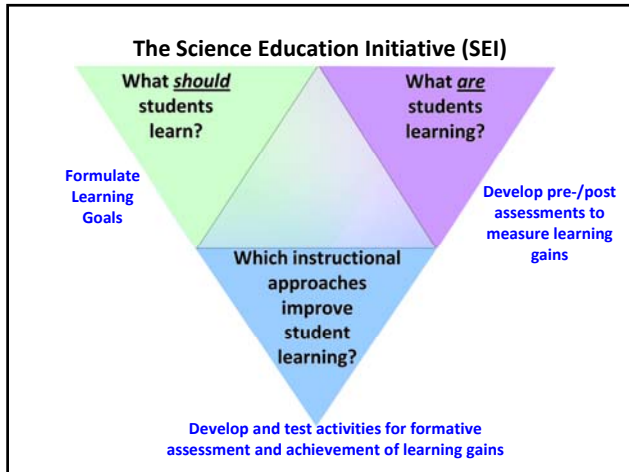 The Science Education Initiative (SEI)
What should
students
learn?
What are
students
learning?
Formulate
Learning
Goals
Develop pre-/post
assessments to
measure learning
gains
Which instructional
approaches
improve
student
learning?
Develop and test activities for formative
assessment and achievement of learning gains